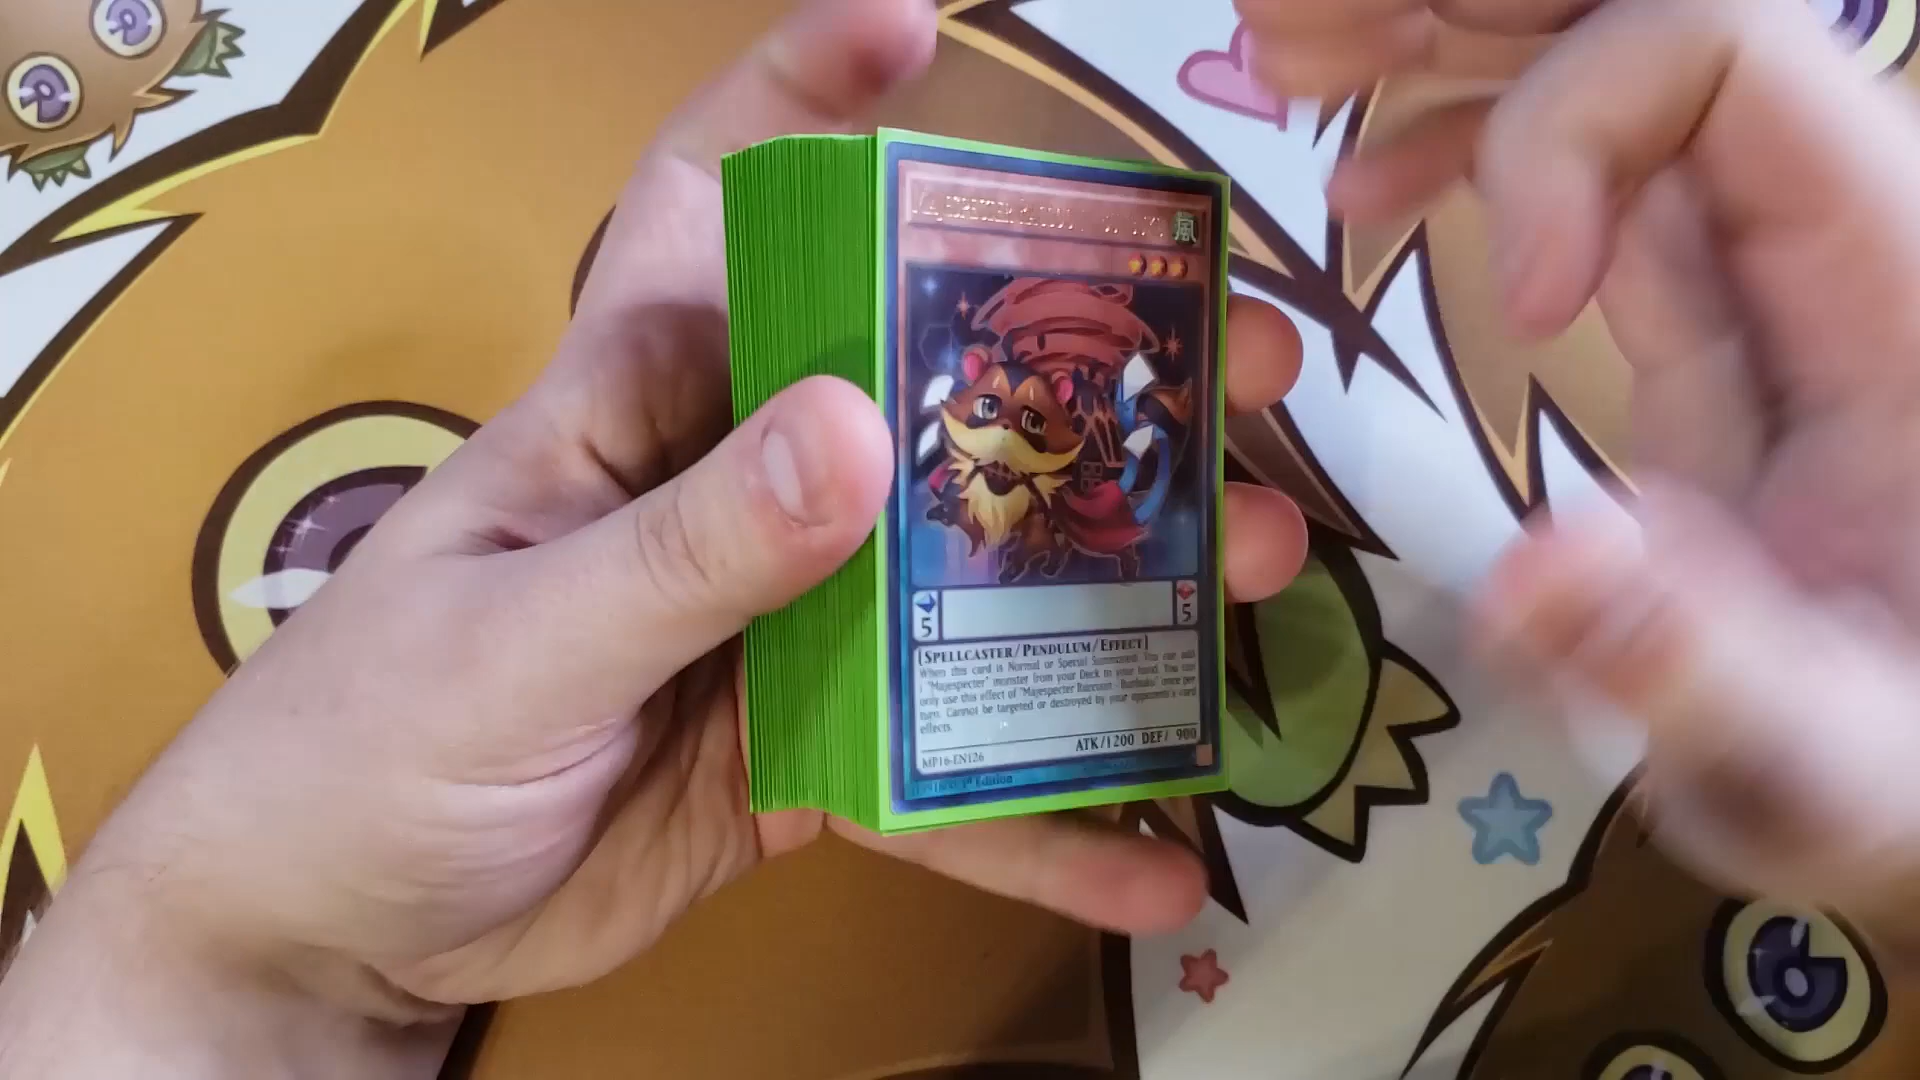 MAJESPECTER RACCOON - BUNBUKU
風
5 5
[SPELLCASTER/PENDULUM/EFFECT]
When this card is Normal or Special Summoned: You can add
1 "Majespecter" monster from your Deck to your hand. You can
only use this effect of "Majespecter Raccoon - Bunbuku" once per
turn. Cannot be targeted or destroyed by your opponent's card
effects.
ATK/1200 DEF/ 900
MP16-EN126
1st Edition